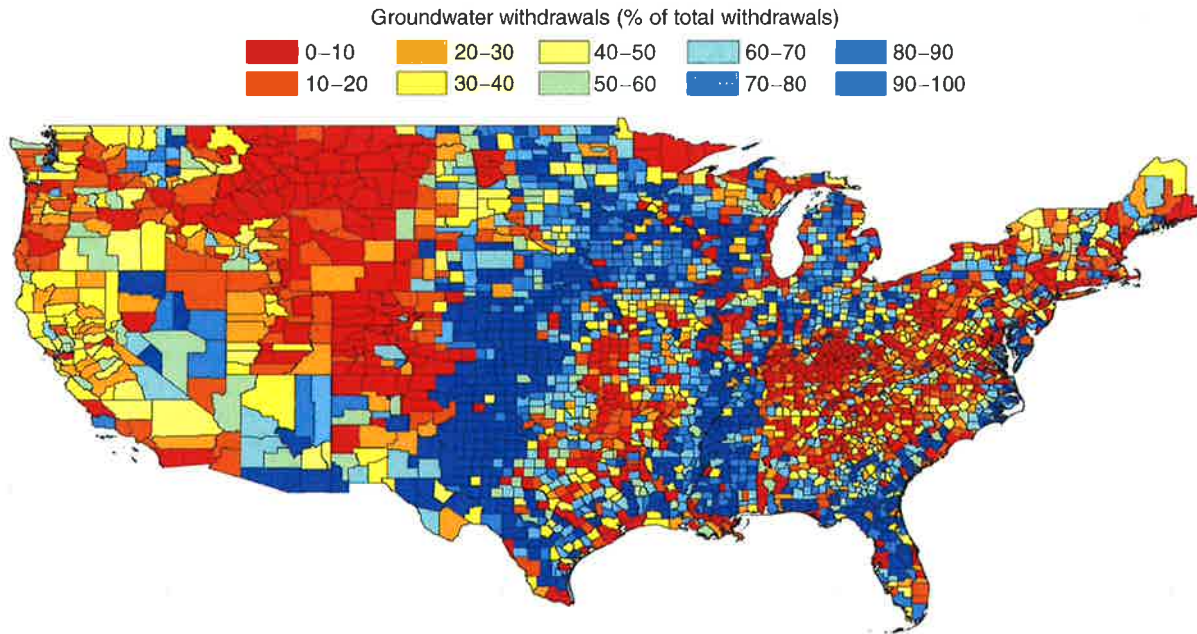 Groundwater withdrawals (% of total withdrawals)
0–10 20–30 40–50 60–70 80–90
10–20 30–40 50–60 70–80 90–100